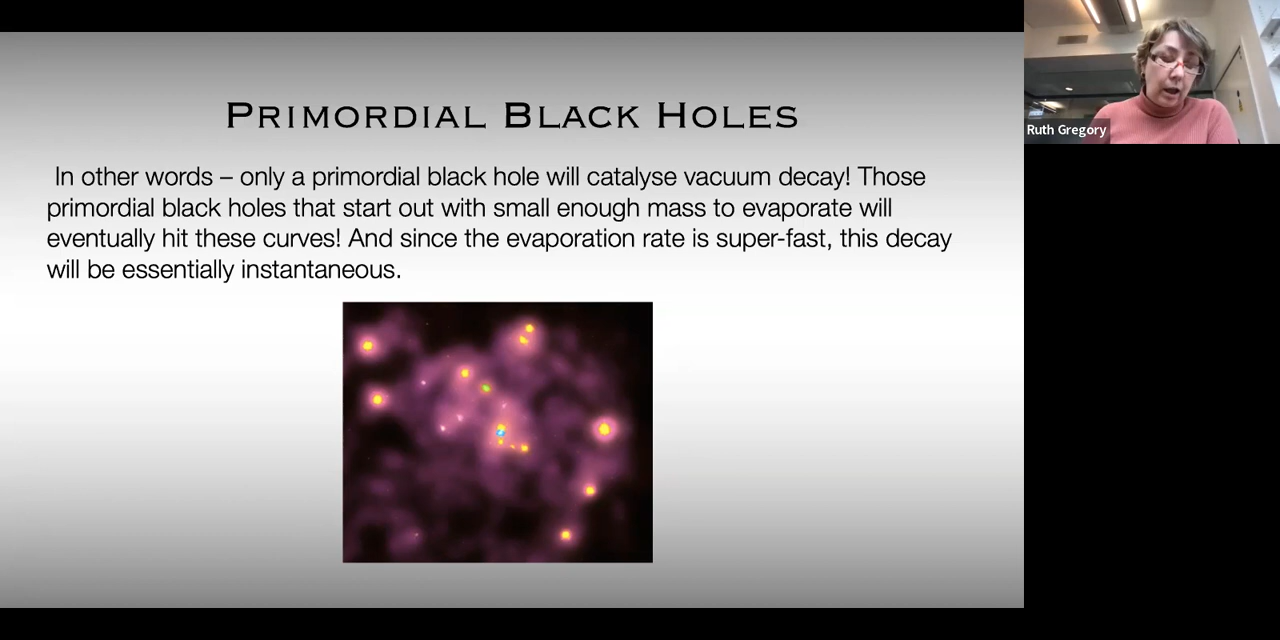 PRIMORDIAL BLACK HOLES
In other words – only a primordial black hole will catalyse vacuum decay! Those
primordial black holes that start out with small enough mass to evaporate will
eventually hit these curves! And since the evaporation rate is super-fast, this decay
will be essentially instantaneous.
Ruth Gregory